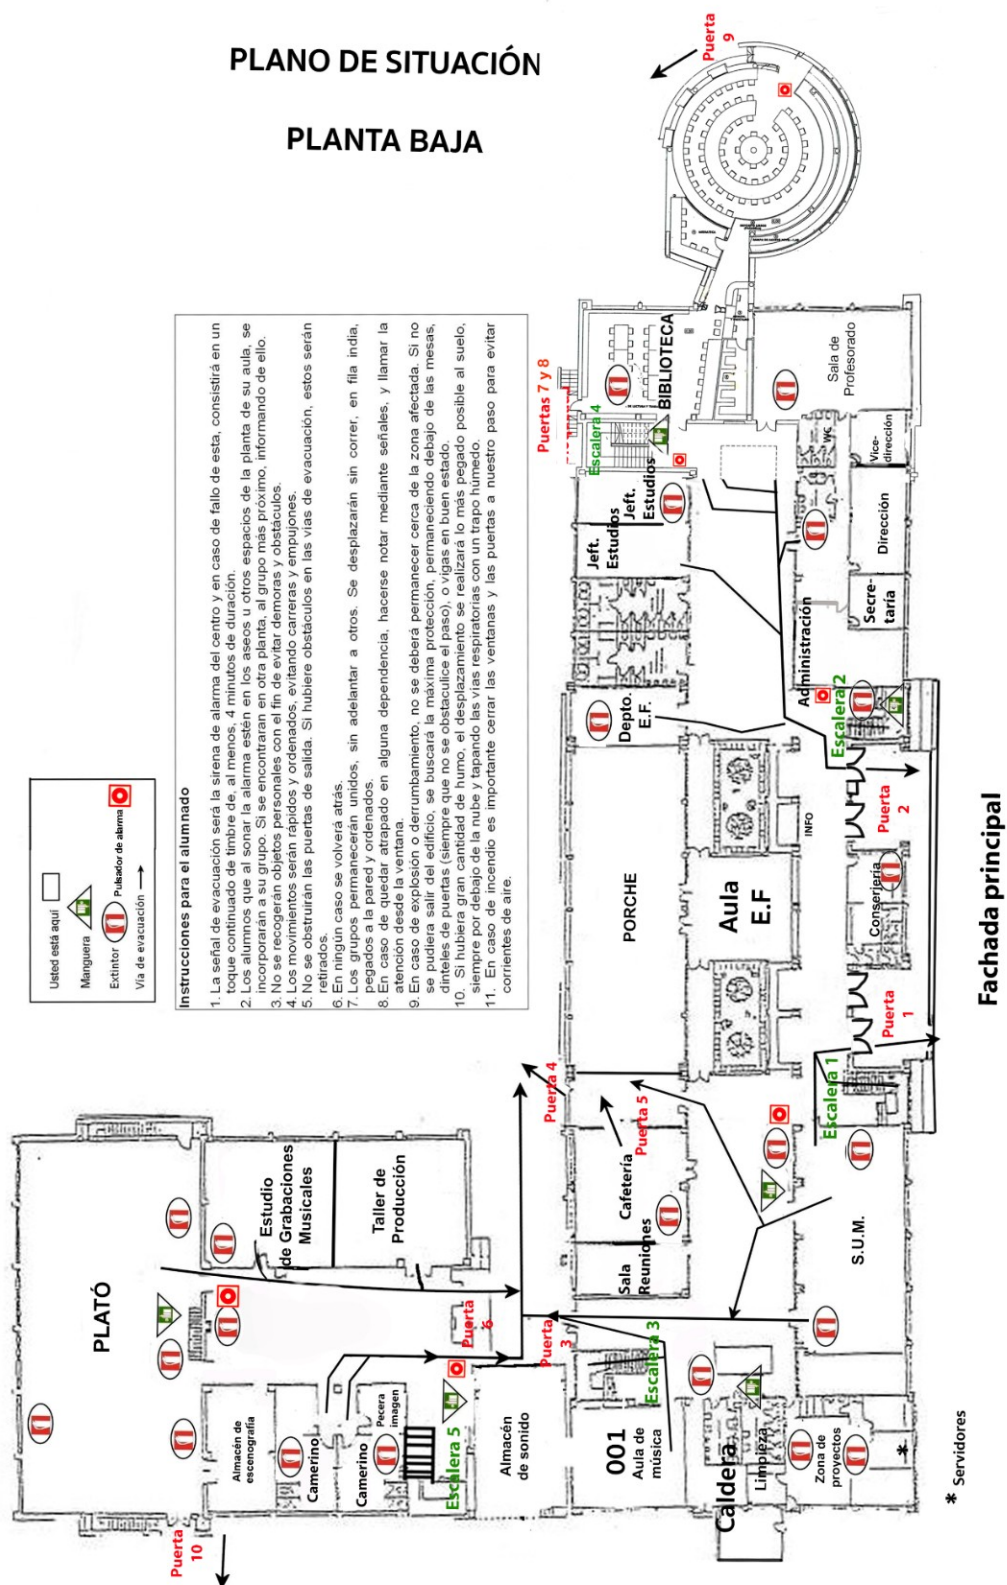 PLANO DE SITUACIÓN
PLANTA BAJA
Usted está aquí
Manguera
Extintor
Pulsador de alarma
Vía de evacuación
Instrucciones para el alumnado
1. La señal de evacuación será la sirena de alarma del centro y en caso de fallo de esta, consistirá en un
toque continuado de timbre de, al menos, 4 minutos de duración.
2. Los alumnos que al sonar la alarma estén en los aseos u otros espacios de la planta de su aula, se
incorporarán a su grupo. Si se encontraran en otra planta, al grupo más próximo, informando de ello.
3. No se recogerán objetos personales con el fin de evitar demoras y obstáculos.
4. Los movimientos serán rápidos y ordenados, evitando carreras y empujones.
5. No se obstruirán las puertas de salida. Si hubiere obstáculos en las vías de evacuación, estos serán
retirados.
6. En ningún caso se volverá atrás.
7. Los grupos permanecerán unidos, sin adelantar a otros. Se desplazarán sin correr, en fila india,
pegados a la pared y ordenados.
8. En caso de quedar atrapado en alguna dependencia, hacerse notar mediante señales, y llamar la
atención desde la ventana.
9. En caso de explosión o derrumbamiento, no se deberá permanecer cerca de la zona afectada. Si no
se pudiera salir del edificio, se buscará la máxima protección, permaneciendo debajo de las mesas,
dinteles de puertas (siempre que no se obstaculice el paso), o vigas en buen estado.
10. Si hubiera gran cantidad de humo, el desplazamiento se realizará lo más pegado posible al suelo,
siempre por debajo de la nube y tapando las vías respiratorias con un trapo húmedo.
11. En caso de incendio es importante cerrar las ventanas y las puertas a nuestro paso para evitar
corrientes de aire.
Puerta
9
Puertas 7 y 8
Escalera 4
BIBLIOTECA
Sala de
Profesorado
WC
Vice-
dirección
Jeft.
Estudios
Jeft.
Estudios
Dirección
Secre-
taría
Administración
Depto.
E.F.
Escalera 2
Puerta
2
INFO
PORCHE
Aula
E.F
Conserjería
Puerta
1
Fachada principal
Escalera 1
Puerta 4
Puerta 5
Cafetería
Sala
Reuniones
S.U.M.
Puerta
3
Escalera 3
001
Aula de
música
Caldera
Limpieza
Zona de
proyectos
*
* Servidores
PLATÓ
Estudio
de Grabaciones
Musicales
Taller de
Producción
Puerta
6
Almacén de
escenografía
Camerino
Camerino
Pecera
imagen
Escalera 5
Almacén
de sonido
Puerta
10